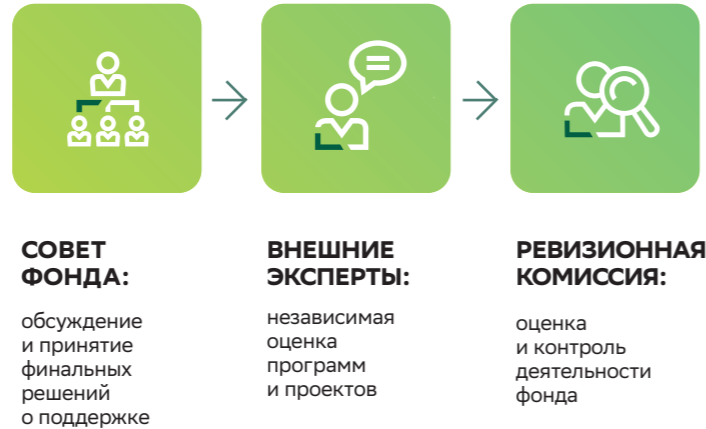 СОВЕТ
ФОНДА:
обсуждение
и принятие
финальных
решений
о поддержке
ВНЕШНИЕ
ЭКСПЕРТЫ:
независимая
оценка
программ
и проектов
РЕВИЗИОННАЯ
КОМИССИЯ:
оценка
и контроль
деятельности
фонда